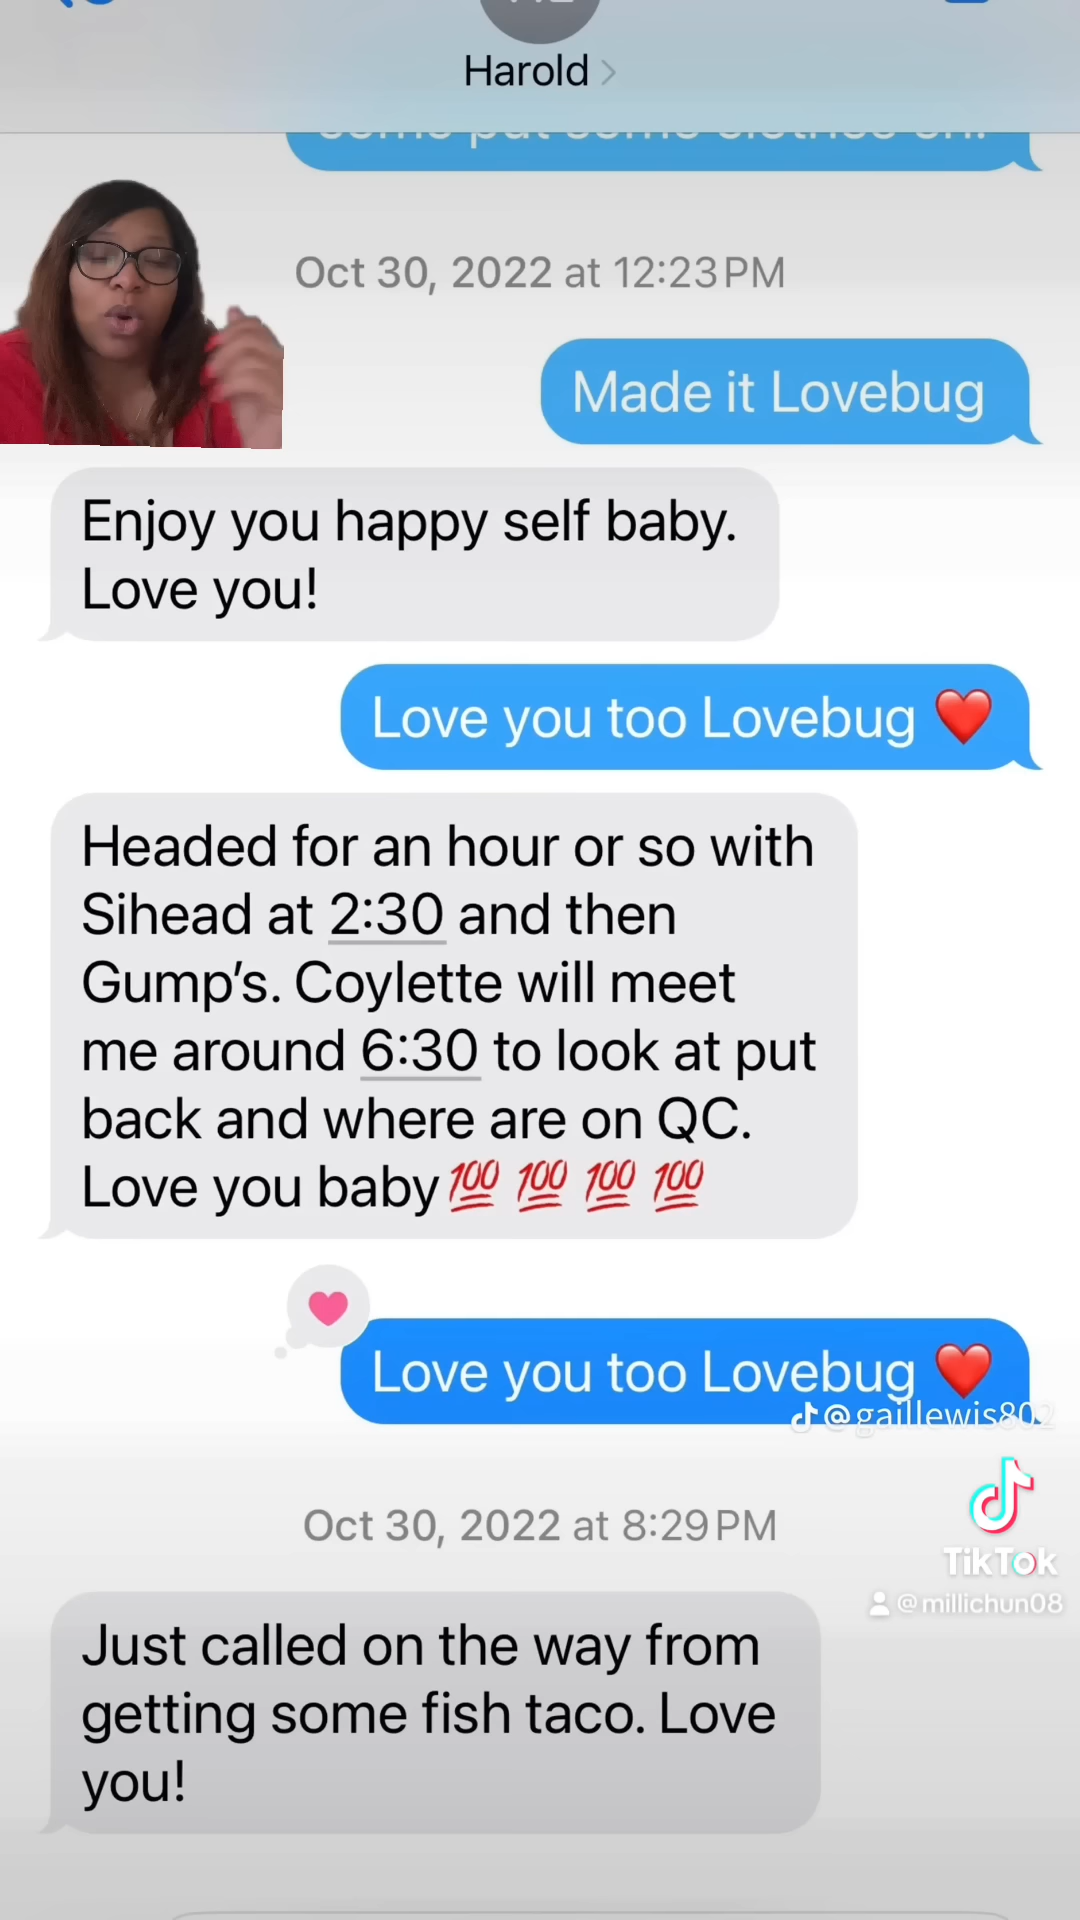 Harold
Oct 30, 2022 at 12:23 PM
Made it Lovebug
Enjoy you happy self baby.
Love you!
Love you too Lovebug ❤️
Headed for an hour or so with
Sihead at 2:30 and then
Gump's. Coylette will meet
me around 6:30 to look at put
back and where are on QC.
Love you baby💯 💯 💯 💯
Love you too Lovebug ❤️
@gaillewis802
TikTok
@millichun08
Oct 30, 2022 at 8:29 PM
Just called on the way from
getting some fish taco. Love
you!